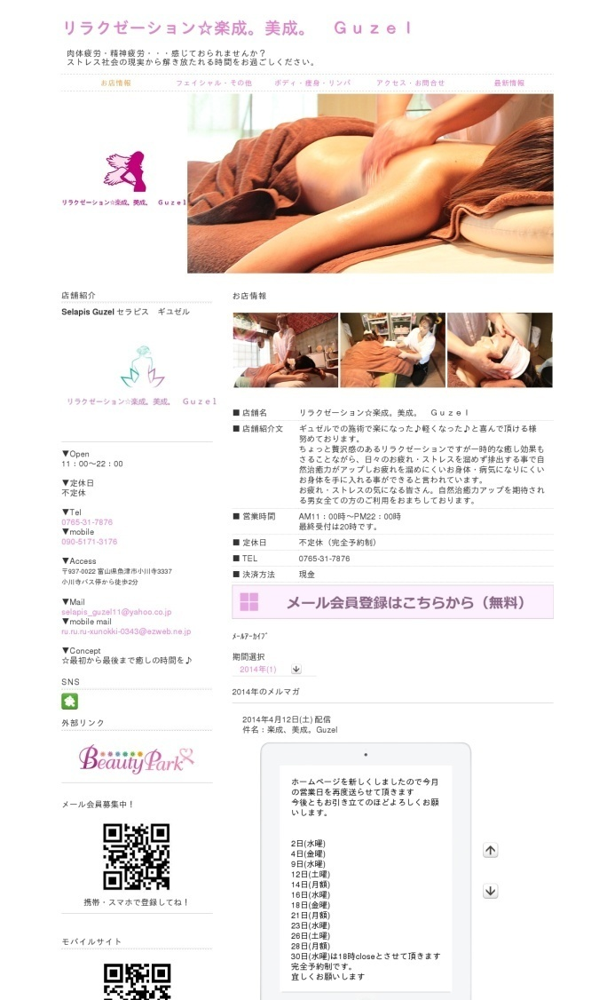 リラクゼーション☆楽成。美成。　Ｇｕｚｅｌ
肉体疲労・精神疲労・・・感じておられませんか？
ストレス社会の現実から解き放たれる時間をお過ごしください。
お店情報
フェイシャル・その他
ボディ・痩身・リンパ
アクセス・お問合せ
最新情報
リラクゼーション☆楽成。美成。　Ｇｕｚｅｌ
店舗紹介
Selapis Guzel セラピス　ギュゼル
リラクゼーション☆楽成。美成。　Ｇｕｚｅｌ
▼Open
11：00～22：00
▼定休日
不定休
▼Tel
0765-31-7876
▼mobile
090-5171-3176
▼Access
〒937-0022 富山県魚津市小川寺3337
小川寺バス停から徒歩2分
▼Mail
selapis_guzel11@yahoo.co.jp
▼mobile mail
ru.ru.ru-xunokki-0343@ezweb.ne.jp
▼Concept
☆最初から最後まで癒しの時間を♪
SNS
外部リンク
BeautyPark
メール会員募集中！
携帯・スマホで登録してね！
モバイルサイト
お店情報
■ 店舗名　リラクゼーション☆楽成。美成。　Ｇｕｚｅｌ
■ 店舗紹介文　ギュゼルでの施術で楽になった♪軽くなった♪と喜んで頂ける様
努めております。
ちょっと贅沢感のあるリラクゼーションですが一時的な癒し効果も
さることながら、日々のお疲れ・ストレスを溜めず排出する事で自
然治癒力がアップしお疲れを溜めにくいお身体・病気になりにくい
お身体を手に入れる事ができると言われています。
お疲れ・ストレスの気になる皆さん。自然治癒力アップを期待され
る男女全ての方のご利用をおまちしております。
■ 営業時間　AM11：00時～PM22：00時
最終受付は20時です。
■ 定休日　不定休（完全予約制）
■ TEL　0765-31-7876
■ 決済方法　現金
メール会員登録はこちらから（無料）
ﾒｰﾙｱｰｶｲﾌﾞ
期間選択
2014年(1)
2014年のメルマガ
2014年4月12日(土) 配信
件名：楽成、美成。Guzel
ホームページを新しくしましたので今月
の営業日を再度送らせて頂きます
今後ともお引き立てのほどよろしくお願
いします。
2日(水曜)
4日(金曜)
9日(水曜)
12日(土曜)
14日(月額)
16日(水曜)
18日(金曜)
21日(月額)
23日(水曜)
26日(土曜)
28日(月額)
30日(水曜)は18時closeとさせて頂きます
完全予約制です。
宜しくお願いします